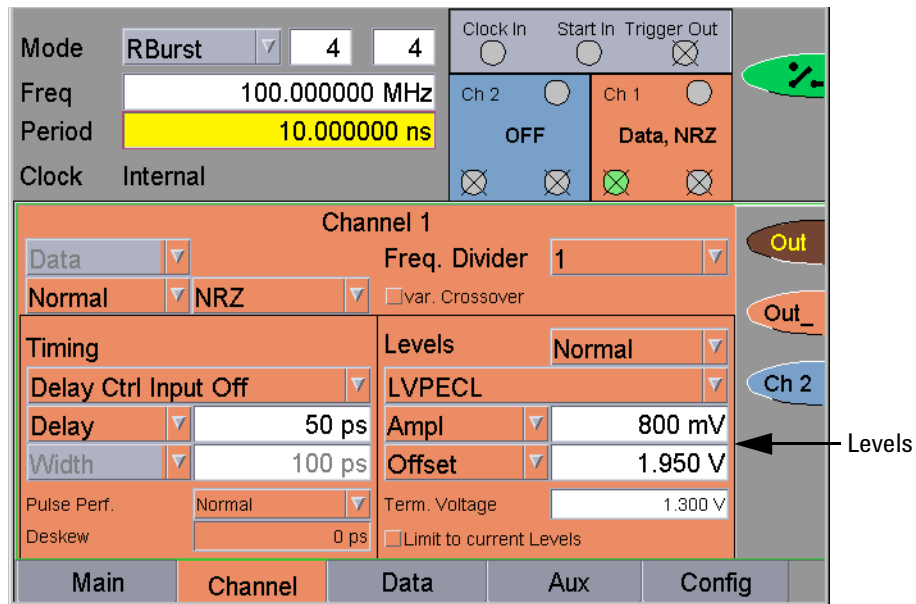 Mode RBurst 4 4
Freq 100.000000 MHz
Period 10.000000 ns
Clock Internal
Clock In Start In Trigger Out
Ch 2
OFF
Ch 1
Data, NRZ
Channel 1
Data
Freq. Divider 1
Normal NRZ
var. Crossover
Timing
Delay Ctrl Input Off
Delay 50 ps
Width 100 ps
Pulse Perf. Normal
Deskew 0 ps
Levels Normal
LVPECL
Ampl 800 mV
Offset 1.950 V
Term. Voltage 1.300 V
Limit to current Levels
Out
Out_
Ch 2
Levels
Main Channel Data Aux Config